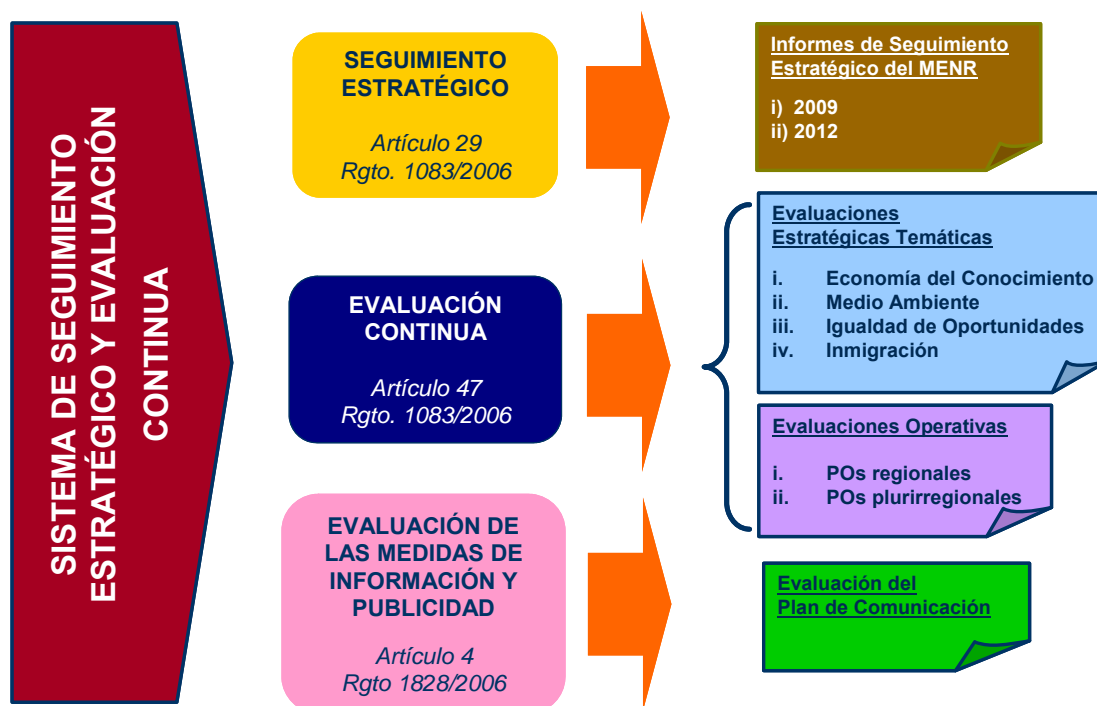 SISTEMA DE SEGUIMIENTO
ESTRATÉGICO Y EVALUACIÓN
CONTINUA
SEGUIMIENTO
ESTRATÉGICO
Artículo 29
Rgto. 1083/2006
Informes de Seguimiento
Estratégico del MENR
i) 2009
ii) 2012
EVALUACIÓN
CONTINUA
Artículo 47
Rgto. 1083/2006
Evaluaciones
Estratégicas Temáticas
i. Economía del Conocimiento
ii. Medio Ambiente
iii. Igualdad de Oportunidades
iv. Inmigración
Evaluaciones Operativas
i. POs regionales
ii. POs plurirregionales
EVALUACIÓN DE
LAS MEDIDAS DE
INFORMACIÓN Y
PUBLICIDAD
Artículo 4
Rgto 1828/2006
Evaluación del
Plan de Comunicación